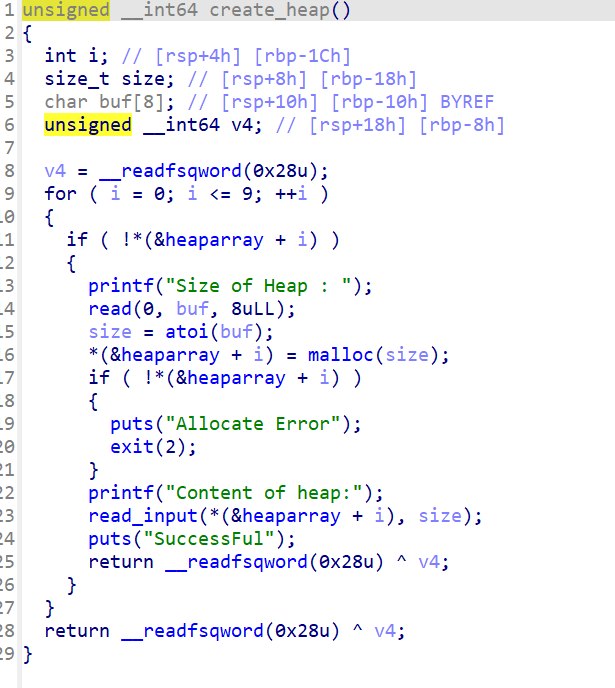 1 unsigned __int64 create_heap()
2 {
3   int i; // [rsp+4h] [rbp-1Ch]
4   size_t size; // [rsp+8h] [rbp-18h]
5   char buf[8]; // [rsp+10h] [rbp-10h] BYREF
6   unsigned __int64 v4; // [rsp+18h] [rbp-8h]
7
8   v4 = __readfsqword(0x28u);
9   for ( i = 0; i <= 9; ++i )
10   {
11     if ( !*(&heaparray + i) )
12     {
13       printf("Size of Heap : ");
14       read(0, buf, 8uLL);
15       size = atoi(buf);
16       *(&heaparray + i) = malloc(size);
17       if ( !*(&heaparray + i) )
18       {
19         puts("Allocate Error");
20         exit(2);
21       }
22       printf("Content of heap:");
23       read_input(*(&heaparray + i), size);
24       puts("SuccessFul");
25       return __readfsqword(0x28u) ^ v4;
26     }
27   }
28   return __readfsqword(0x28u) ^ v4;
29 }